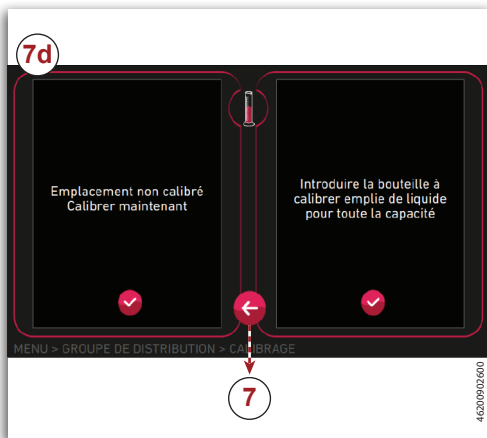 7d
Emplacement non calibré
Calibrer maintenant
Introduire la bouteille à
calibrer emplie de liquide
pour toute la capacité
MENU > GROUPE DE DISTRIBUTION > CALIBRAGE
7
46200902600